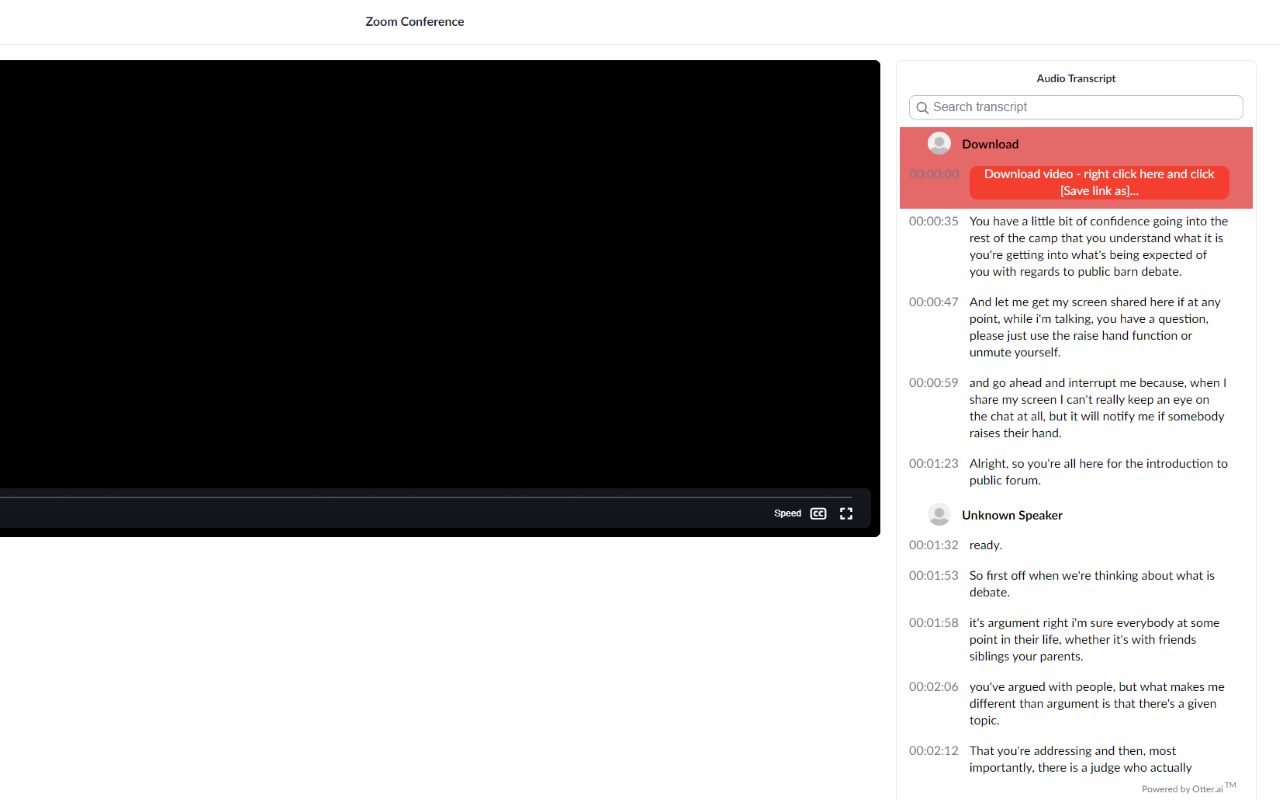 Zoom Conference
Speed
CC
Audio Transcript
Search transcript
Download
00:00:00
Download video - right click here and click
[Save link as]...
00:00:35
You have a little bit of confidence going into the
rest of the camp that you understand what it is
you're getting into what's being expected of
you with regards to public barn debate.
00:00:47
And let me get my screen shared here if at any
point, while i'm talking, you have a question,
please just use the raise hand function or
unmute yourself.
00:00:59
and go ahead and interrupt me because, when I
share my screen I can't really keep an eye on
the chat at all, but it will notify me if somebody
raises their hand.
00:01:23
Alright, so you're all here for the introduction to
public forum.
Unknown Speaker
00:01:32
ready.
00:01:53
So first off when we're thinking about what is
debate.
00:01:58
it's argument right i'm sure everybody at some
point in their life, whether it's with friends
siblings your parents.
00:02:06
you've argued with people, but what makes me
different than argument is that there's a given
topic.
00:02:12
That you're addressing and then, most
importantly, there is a judge who actually
Powered by Otter.ai TM